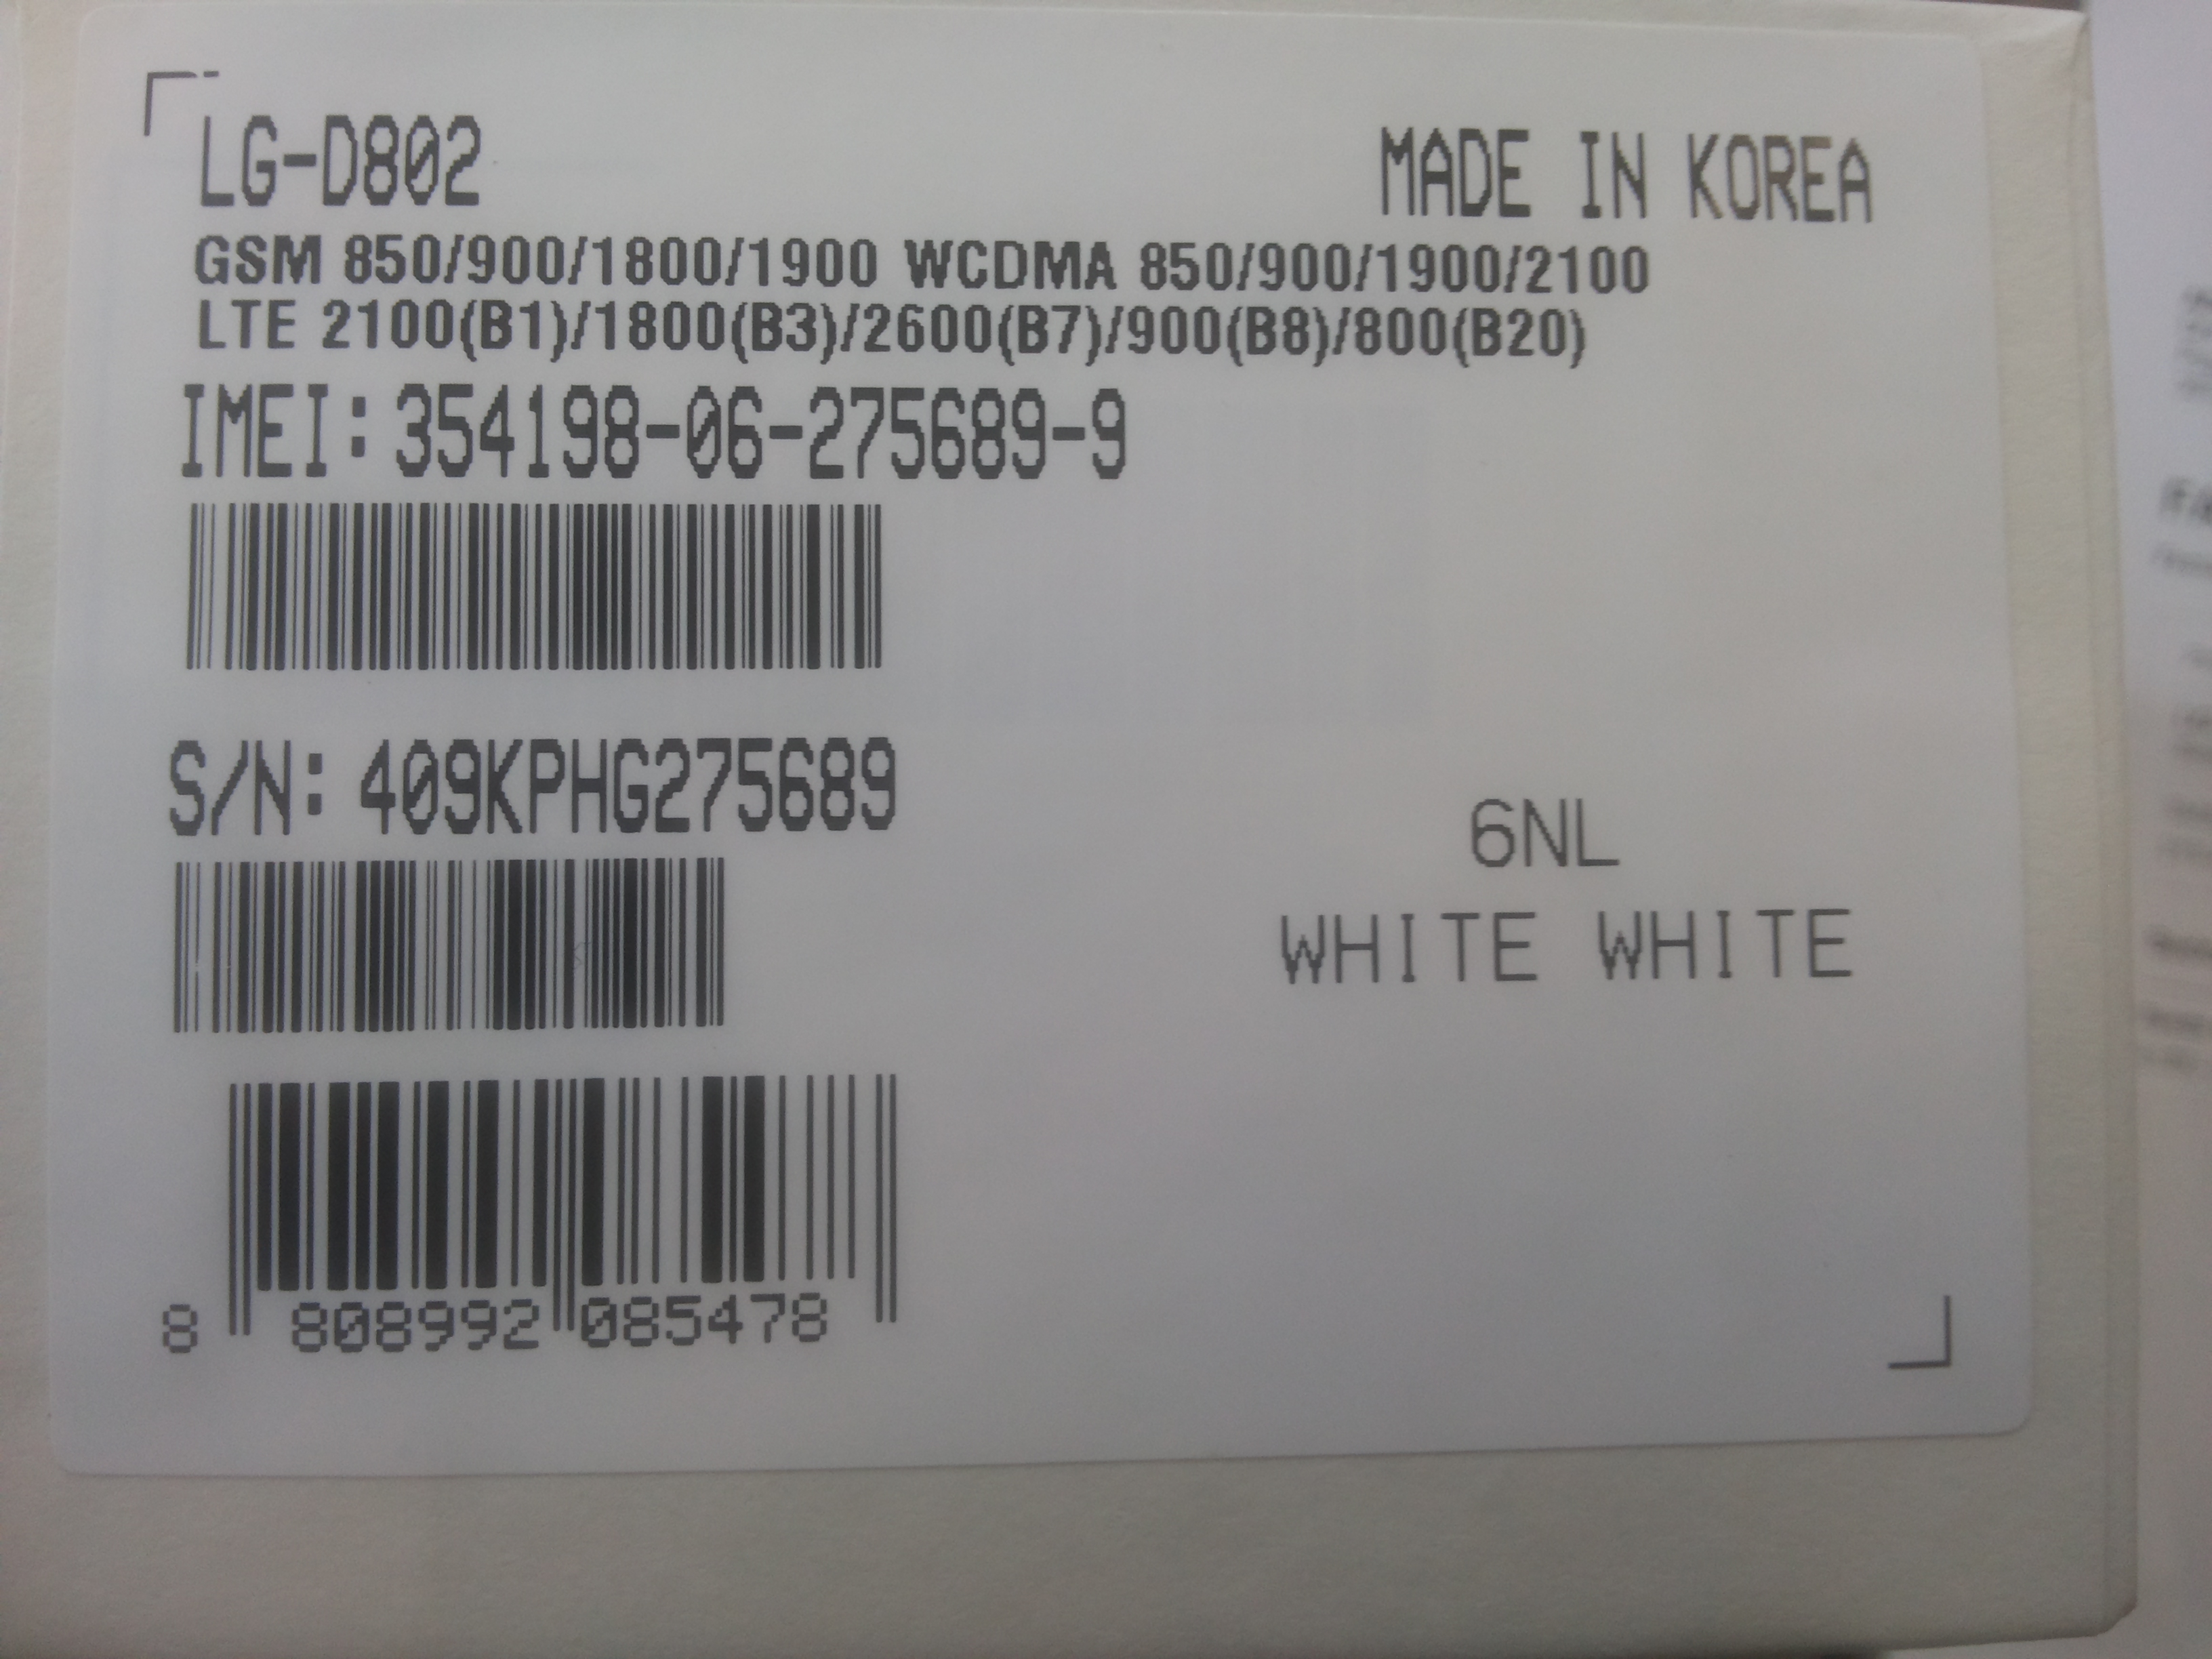 LG-D802
MADE IN KOREA
GSM 850/900/1800/1900 WCDMA 850/900/1900/2100
LTE 2100(B1)/1800(B3)/2600(B7)/900(B8)/800(B20)
IMEI: 354198-06-275689-9
S/N: 409KPHG275689
6NL
WHITE WHITE
8 808992 085478